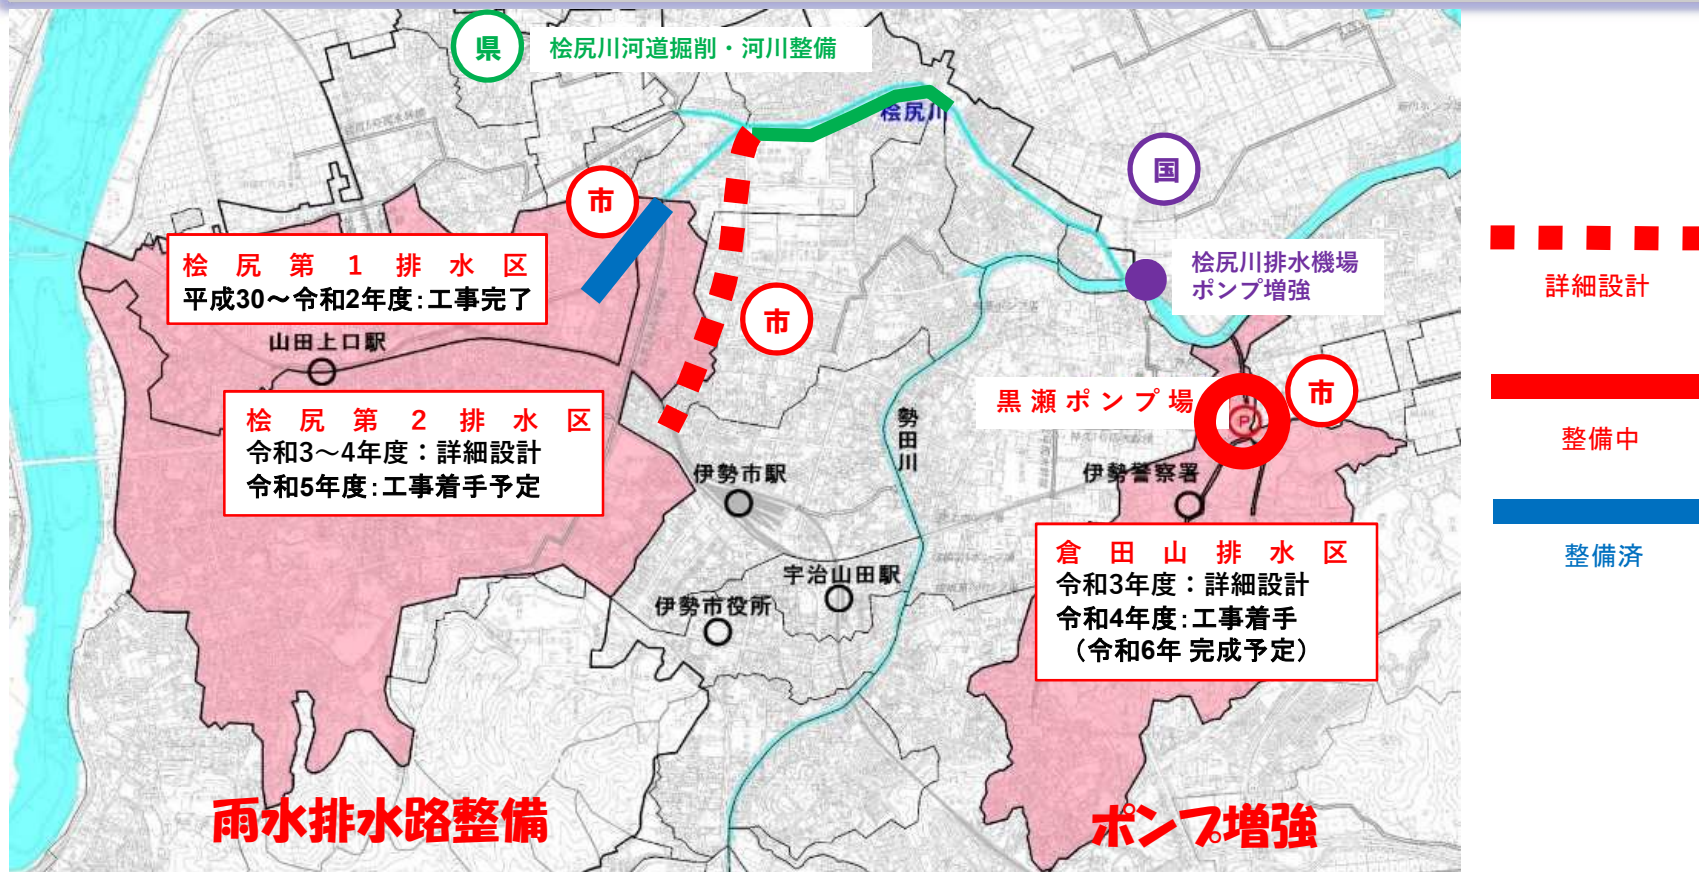 県
桧尻川河道掘削・河川整備
桧尻川
国
市
桧尻第1排水区
平成30～令和2年度:工事完了
桧尻川排水機場
ポンプ増強
詳細設計
市
山田上口駅
桧尻第2排水区
令和3～4年度：詳細設計
令和5年度:工事着手予定
黒瀬ポンプ場
P
市
勢田川
整備中
伊勢市駅
伊勢警察署
倉田山排水区
令和3年度：詳細設計
令和4年度:工事着手
（令和6年 完成予定）
整備済
宇治山田駅
伊勢市役所
雨水排水路整備
ポンプ増強